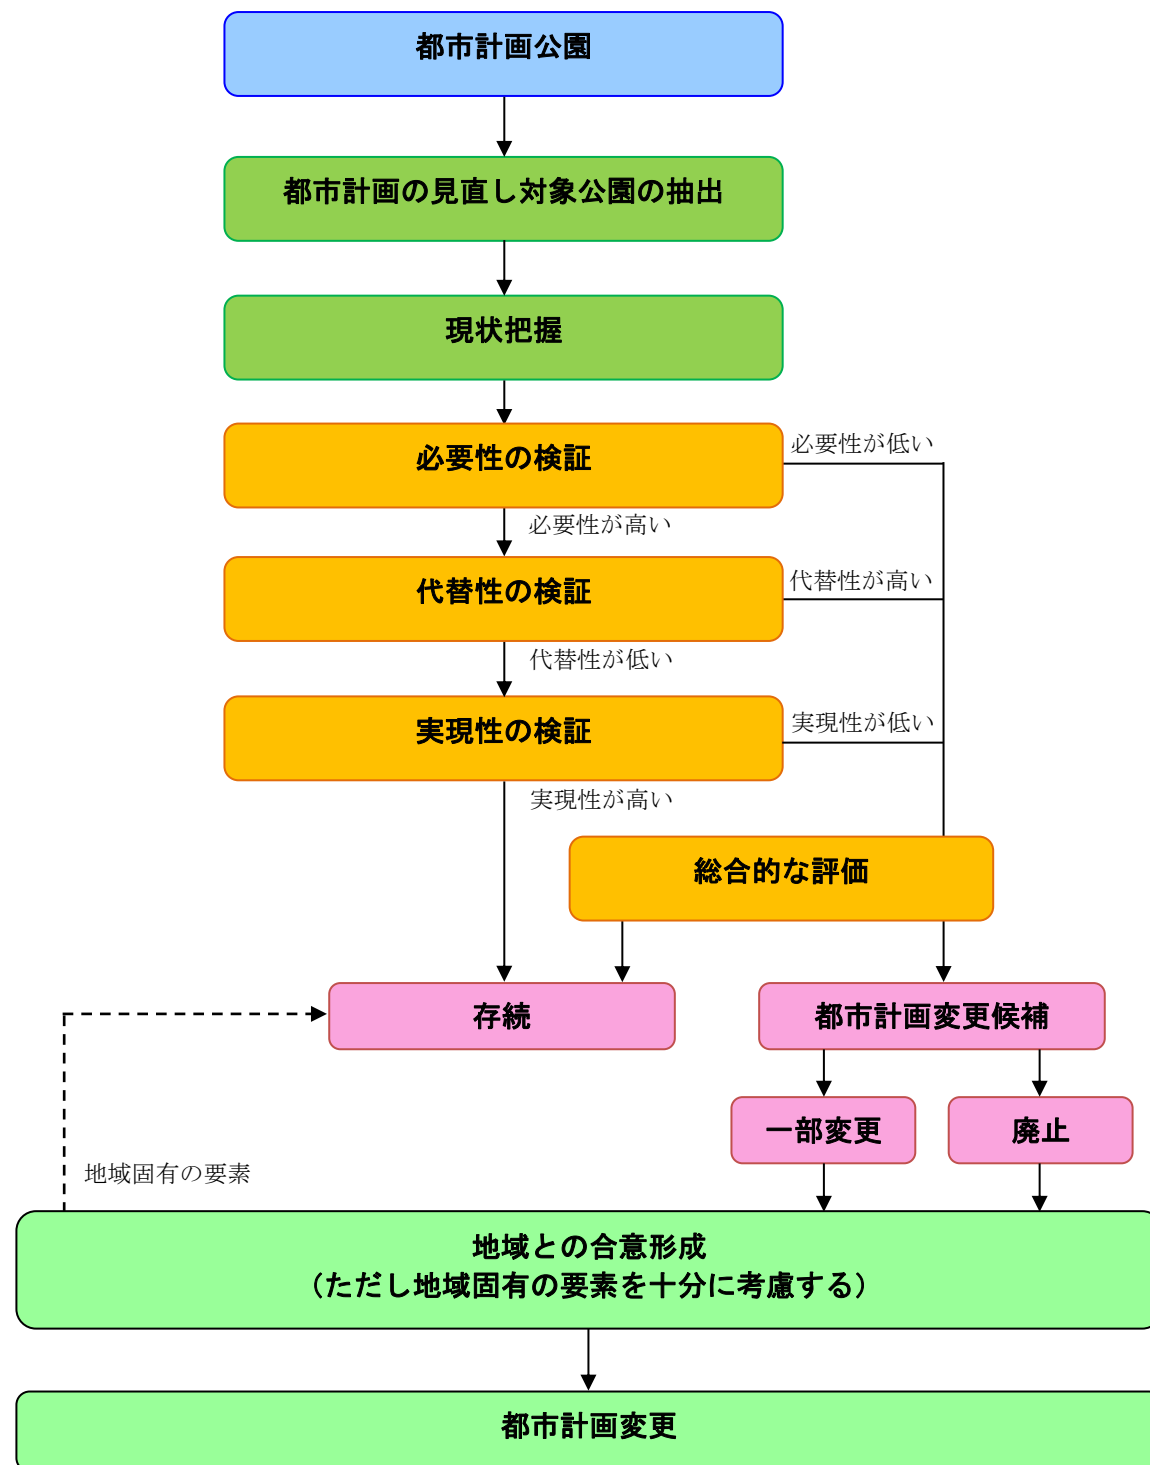 都市計画公園
都市計画の見直し対象公園の抽出
現状把握
必要性の検証
必要性が低い
必要性が高い
代替性の検証
代替性が高い
代替性が低い
実現性の検証
実現性が低い
実現性が高い
総合的な評価
存続
都市計画変更候補
一部変更
廃止
地域固有の要素
地域との合意形成
（ただし地域固有の要素を十分に考慮する）
都市計画変更